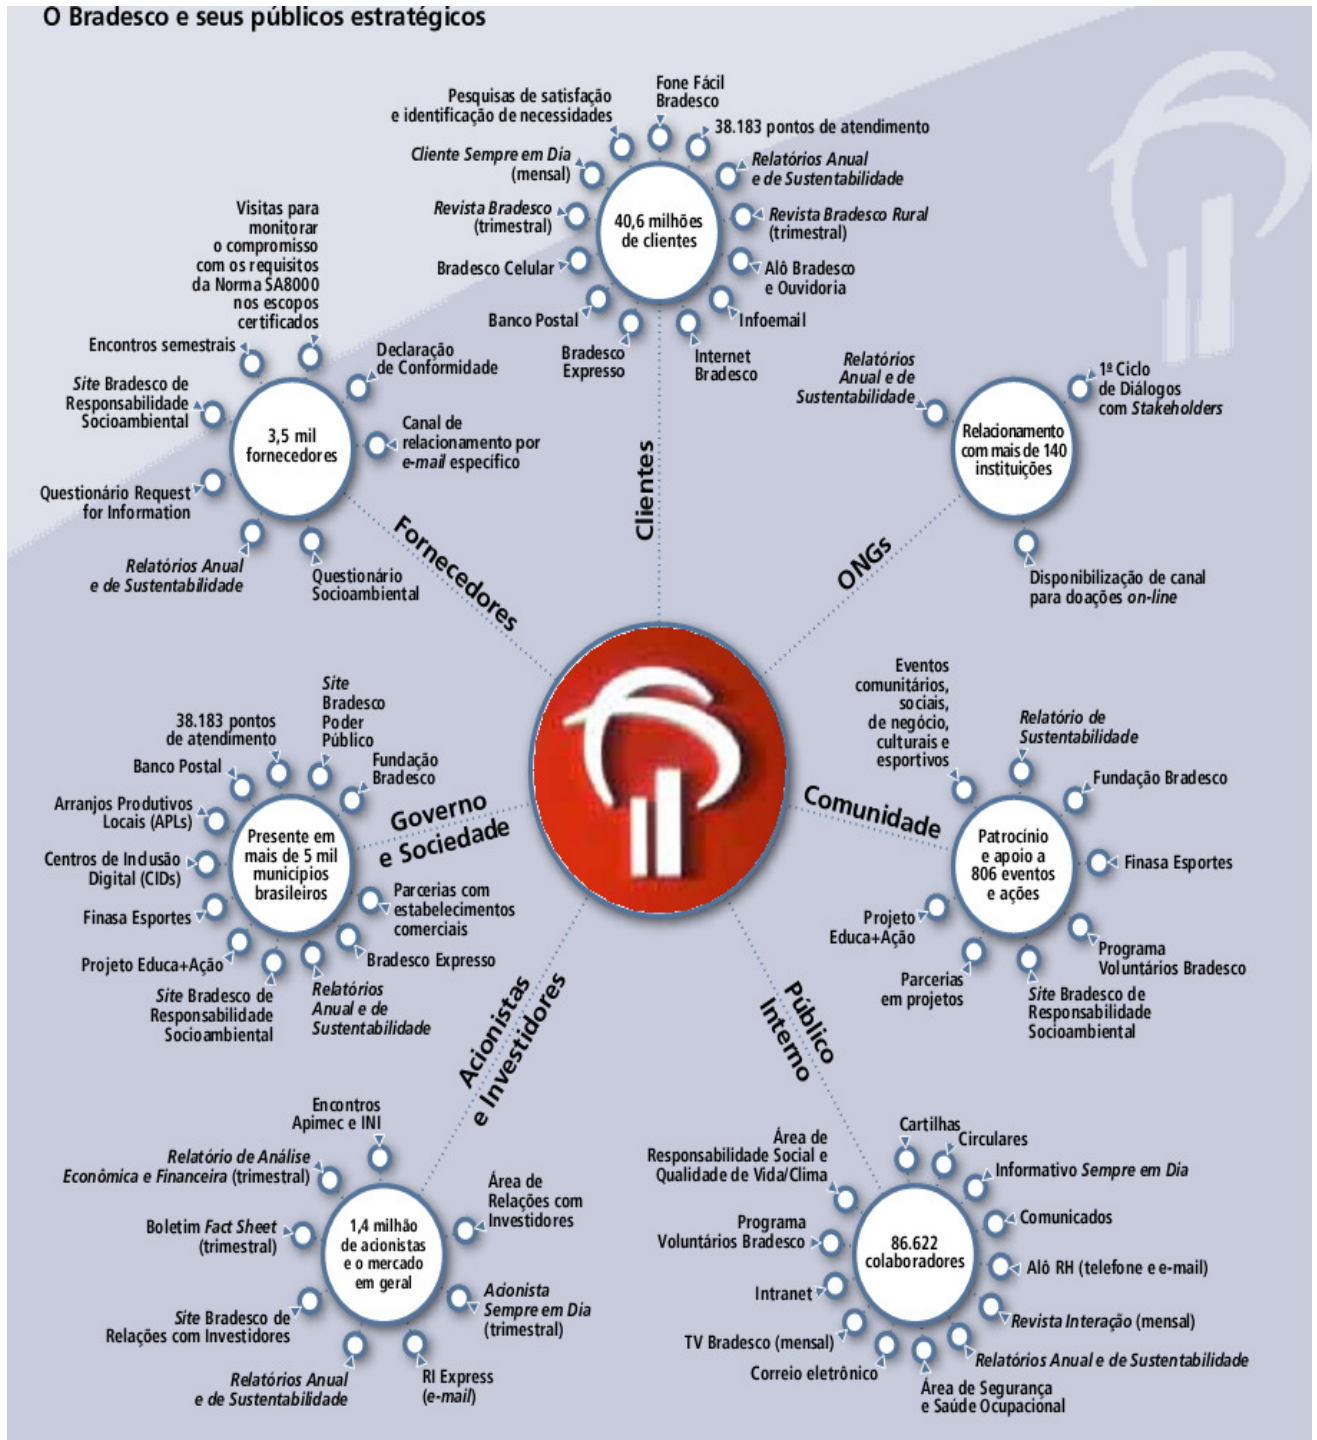 O Bradesco e seus públicos estratégicos
Fone Fácil
Bradesco
Pesquisas de satisfação
e identificação de necessidades
38.183 pontos de atendimento
Cliente Sempre em Dia
(mensal)
Relatórios Anual
e de Sustentabilidade
Revista Bresco
(trimestral)
Revista Bradesco Rural
(trimestral)
40,6 milhões
de clientes
Bradesco Celular
Alô Bradesco
e Ouvidoria
Banco Postal
Infoemail
Bradesco
Expresso
Internet
Bradesco
Clientes
Visitas para
monitorar
o compromisso
com os requisitos
da Norma SA8000
nos escopos
certificados
Encontros semestrais
Declaração
de Conformidade
Site Bradesco de
Responsabilidade
Socioambiental
3,5 mil
fornecedores
Canal de
relacionamento por
e-mail específico
Questionário Request
for Information
Relatórios Anual
e de Sustentabilidade
Questionário
Socioambiental
Fornecedores
Relatórios
Anual e de
Sustentabilidade
1º Ciclo
de Diálogos
com Stakeholders
Relacionamento
com mais de 140
instituições
Disponibilização de canal
para doações on-line
ONGs
Site
Bradesco
Poder
Público
38.183 pontos
de atendimento
Banco Postal
Fundação
Bradesco
Arranjos Produtivos
Locais (APLs)
Centros de Inclusão
Digital (CIDs)
Presente em
mais de 5 mil
municípios
brasileiros
Finasa Esportes
Parcerias com
estabelecimentos
comerciais
Projeto Educa+Ação
Bradesco Expresso
Site Bradesco de
Responsabilidade
Socioambiental
Relatórios
Anual e de
Sustentabilidade
Governo
e Sociedade
Eventos
comunitários,
sociais,
de negócio,
culturais e
esportivos
Relatório de
Sustentabilidade
Fundação Bradesco
Patrocínio
e apoio a
806 eventos
e ações
Finasa Esportes
Projeto
Educa+Ação
Programa
Voluntários Bradesco
Parcerias
em projetos
Site Bradesco de
Responsabilidade
Socioambiental
Comunidade
Acionistas
e Investidores
Encontros
Apimec e INI
Relatório de Análise
Econômica e Financeira (trimestral)
Área de
Relações com
Investidores
Boletim Fact Sheet
(trimestral)
1,4 milhão
de acionistas
e o mercado
em geral
Site Bradesco de
Relações com Investidores
Acionista
Sempre em Dia
(trimestral)
Relatórios Anual
e de Sustentabilidade
RI Express
(e-mail)
Público
Interno
Cartilhas
Circulares
Área de
Responsabilidade Social e
Qualidade de Vida/Clima
Informativo Sempre em Dia
Programa
Voluntários Bradesco
Comunicados
86.622
colaboradores
Intranet
Alô RH (telefone e e-mail)
TV Bradesco (mensal)
Revista Interação (mensal)
Correio eletrônico
Relatórios Anual e de Sustentabilidade
Área de Segurança
e Saúde Ocupacional